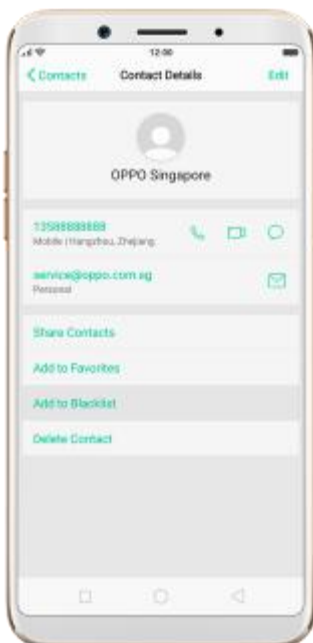 12:00
Contacts
Contact Details
Edit
OPPO Singapore
13588888888
Mobile | Hangzhou, Zhejiang
service@oppo.com.sg
Personal
Share Contacts
Add to Favorites
Add to Blacklist
Delete Contact